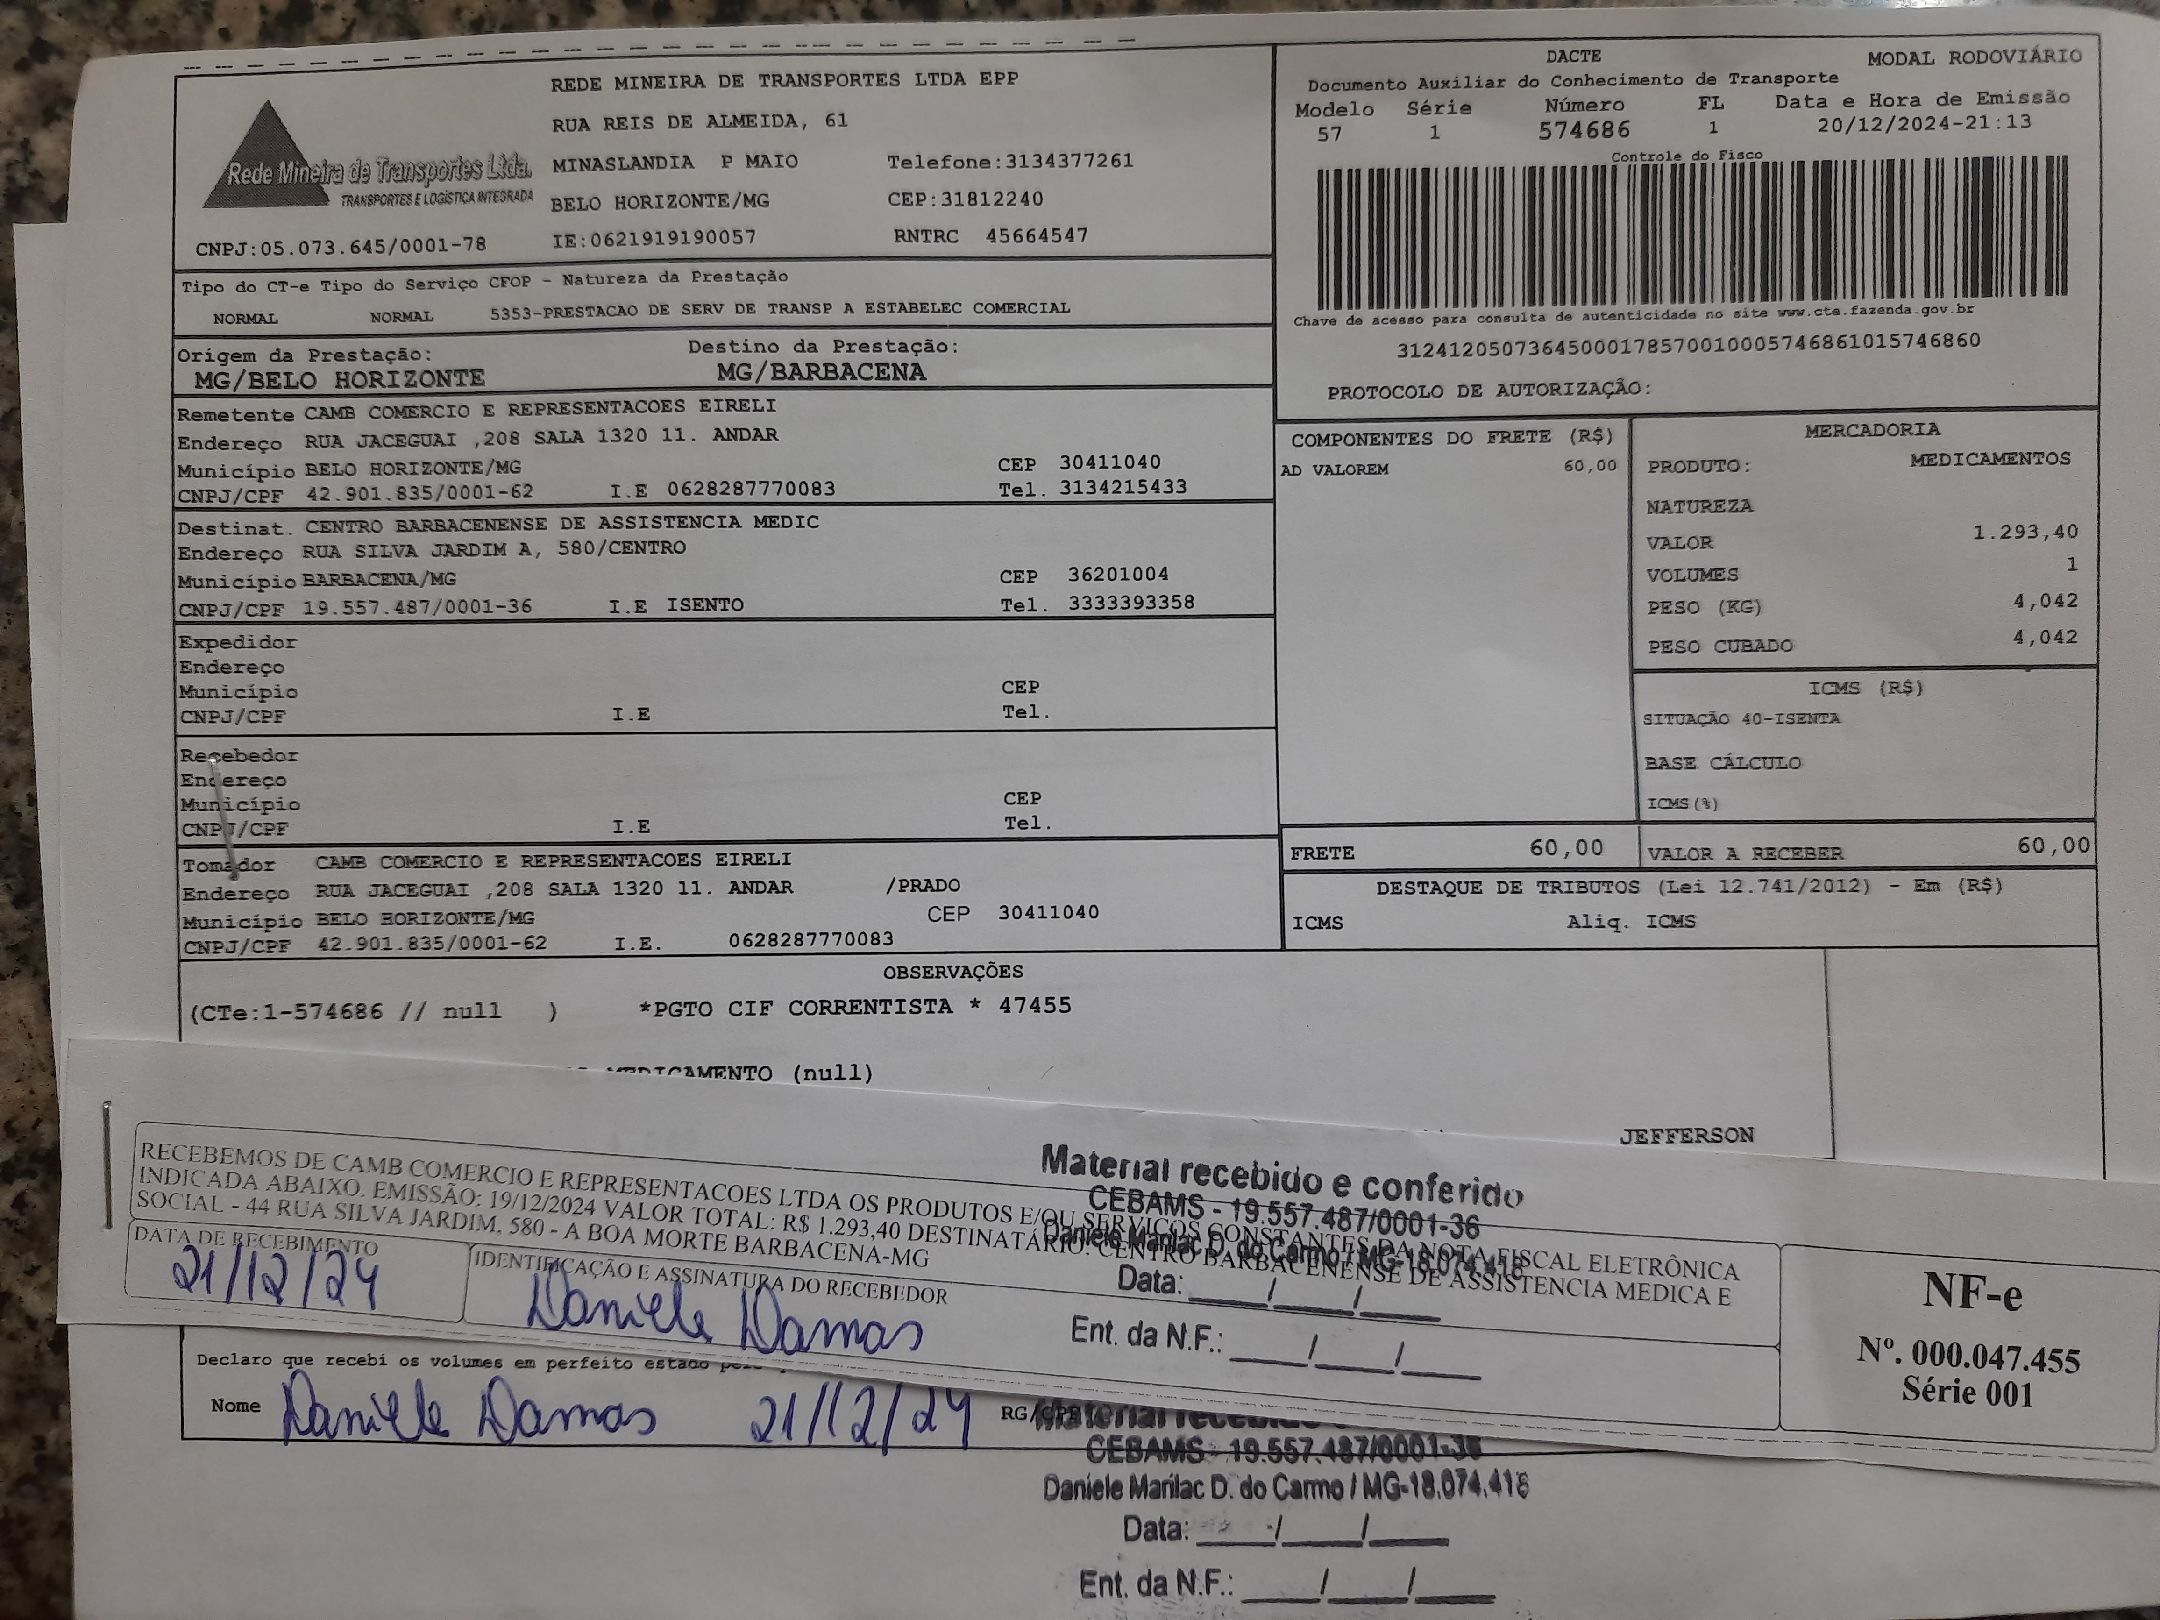 REDE MINEIRA DE TRANSPORTES LTDA EPP
RUA REIS DE ALMEIDA, 61
Rede Mineira de Transportes Ltda.
TRANSPORTES E LOGÍSTICA INTEGRADA
MINASLANDIA P MAIO Telefone:3134377261
BELO HORIZONTE/MG CEP:31812240
CNPJ:05.073.645/0001-78 IE:0621919190057 RNTRC 45664547
DACTE MODAL RODOVIÁRIO
Documento Auxiliar do Conhecimento de Transporte
Modelo Série Número FL Data e Hora de Emissão
57 1 574686 1 20/12/2024-21:13
Controle do Fisco
Chave de acesso para consulta de autenticidade no site www.cte.fazenda.gov.br
31241205073645000178570010005746861015746860
PROTOCOLO DE AUTORIZAÇÃO:
Tipo do CT-e Tipo do Serviço CFOP - Natureza da Prestação
NORMAL NORMAL 5353-PRESTACAO DE SERV DE TRANSP A ESTABELEC COMERCIAL
Origem da Prestação: Destino da Prestação:
MG/BELO HORIZONTE MG/BARBACENA
Remetente CAMB COMERCIO E REPRESENTACOES EIRELI
Endereço RUA JACEGUAI ,208 SALA 1320 11. ANDAR
Município BELO HORIZONTE/MG CEP 30411040
CNPJ/CPF 42.901.835/0001-62 I.E 0628287770083 Tel. 3134215433
Destinat. CENTRO BARBACENENSE DE ASSISTENCIA MEDIC
Endereço RUA SILVA JARDIM A, 580/CENTRO
Município BARBACENA/MG CEP 36201004
CNPJ/CPF 19.557.487/0001-36 I.E ISENTO Tel. 3333393358
Expedidor
Endereço
Município CEP
CNPJ/CPF I.E Tel.
Recebedor
Endereço
Município CEP
CNPJ/CPF I.E Tel.
Tomador CAMB COMERCIO E REPRESENTACOES EIRELI
Endereço RUA JACEGUAI ,208 SALA 1320 11. ANDAR /PRADO
Município BELO HORIZONTE/MG CEP 30411040
CNPJ/CPF 42.901.835/0001-62 I.E. 0628287770083
COMPONENTES DO FRETE (R$)
AD VALOREM 60,00
MERCADORIA
PRODUTO: MEDICAMENTOS
NATUREZA
VALOR 1.293,40
VOLUMES 1
PESO (KG) 4,042
PESO CUBADO 4,042
ICMS (R$)
SITUAÇÃO 40-ISENTA
BASE CÁLCULO
ICMS(%)
FRETE 60,00 VALOR A RECEBER 60,00
DESTAQUE DE TRIBUTOS (Lei 12.741/2012) - Em (R$)
ICMS Aliq. ICMS
OBSERVAÇÕES
(CTe:1-574686 // null ) *PGTO CIF CORRENTISTA * 47455
MEDICAMENTO (null)
JEFFERSON
RECEBEMOS DE CAMB COMERCIO E REPRESENTACOES LTDA OS PRODUTOS E/OU SERVIÇOS CONSTANTES DA NOTA FISCAL ELETRÔNICA
INDICADA ABAIXO. EMISSÃO: 19/12/2024 VALOR TOTAL: R$ 1.293,40 DESTINATÁRIO: CENTRO BARBACENENSE DE ASSISTENCIA MEDICA E
SOCIAL - 44 RUA SILVA JARDIM, 580 - A BOA MORTE BARBACENA-MG
DATA DE RECEBIMENTO
21/12/24
IDENTIFICAÇÃO E ASSINATURA DO RECEBEDOR
Daniele Damas
Material recebido e conferido
CEBAMS - 19.557.487/0001-36
Daniele Marilac D. do Carmo / MG-18.074.416
Data: ___/___/___
Ent. da N.F.: ___/___/___
NF-e
Nº. 000.047.455
Série 001
Declaro que recebi os volumes em perfeito estado
Nome Daniele Damas 21/12/24 RG/CPF
Material
CEBAMS - 19.557.487/0001-36
Daniele Marilac D. do Carmo / MG-18.074.416
Data: ___/___/___
Ent. da N.F.: ___/___/___